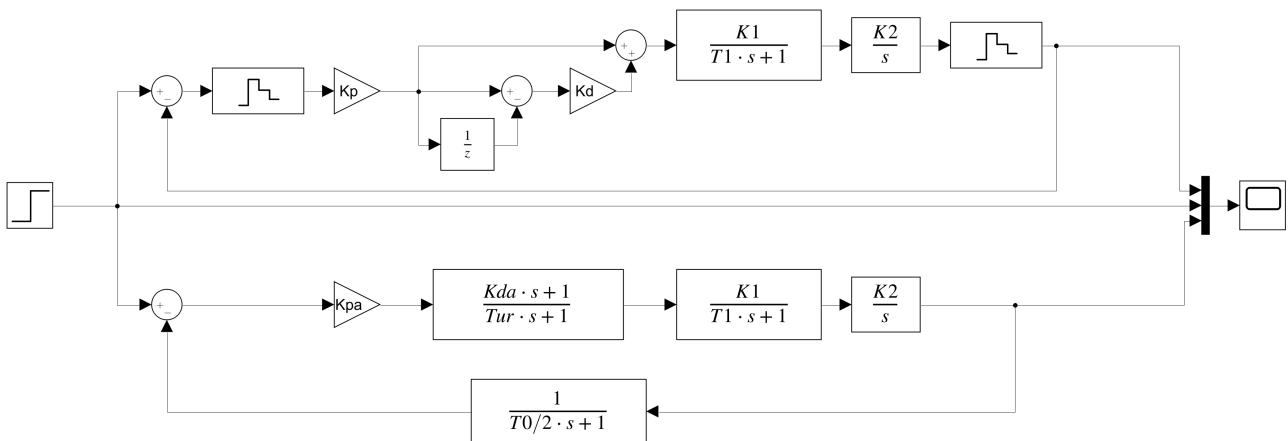 K1
T1 · s + 1
K2
s
+
+
+
−
Kp
+
−
Kd
1
z
+
−
Kpa
Kda · s + 1
Tur · s + 1
K1
T1 · s + 1
K2
s
1
T0/2 · s + 1